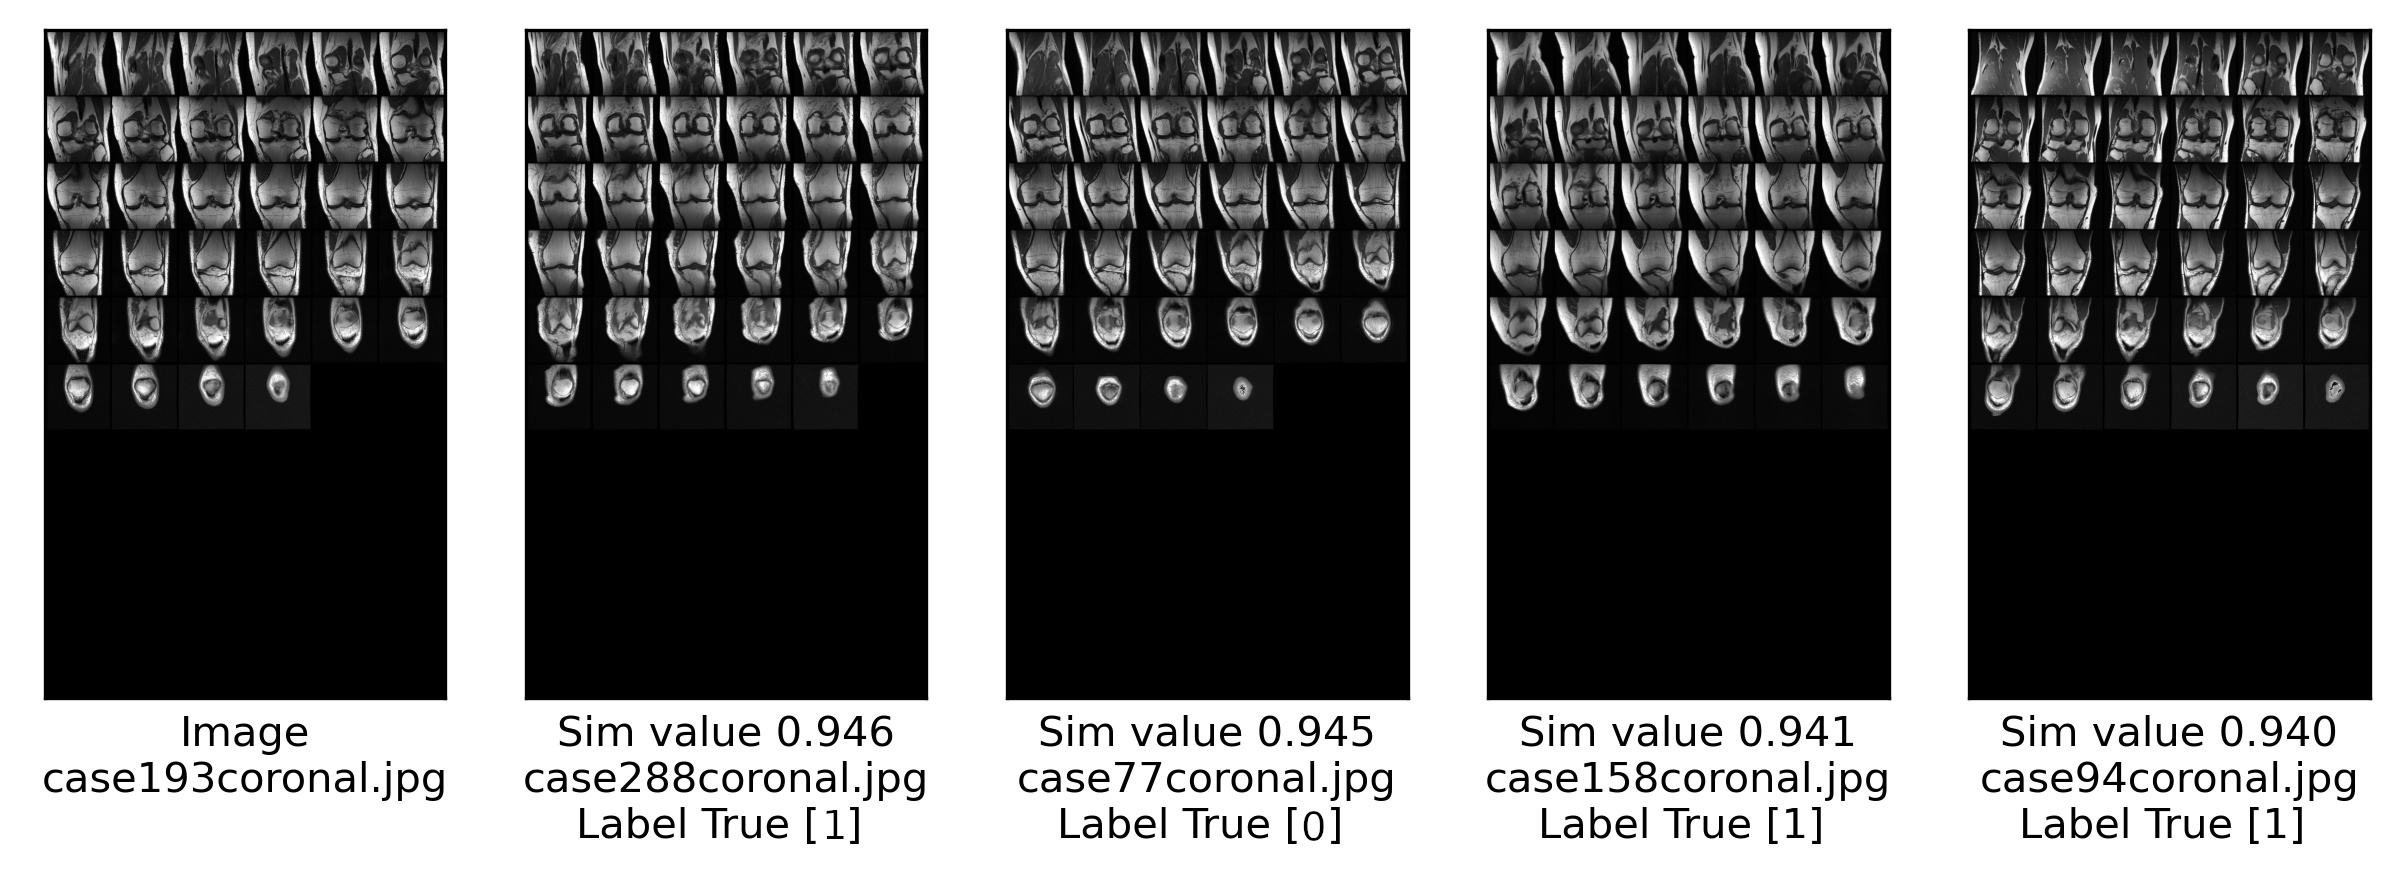 Image
case193coronal.jpg
Sim value 0.946
case288coronal.jpg
Label True [1]
Sim value 0.945
case77coronal.jpg
Label True [0]
Sim value 0.941
case158coronal.jpg
Label True [1]
Sim value 0.940
case94coronal.jpg
Label True [1]